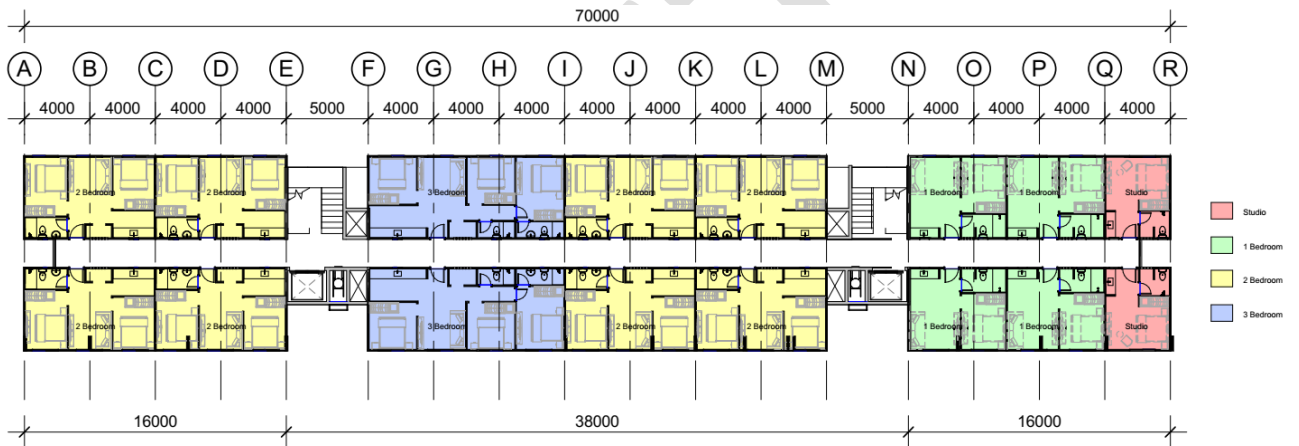 70000
A B C D E F G H I J K L M N O P Q R
4000 4000 4000 4000 5000 4000 4000 4000 4000 4000 4000 4000 5000 4000 4000 4000 4000
2 Bedroom 2 Bedroom 3 Bedroom 2 Bedroom 2 Bedroom 1 Bedroom 1 Bedroom Studio
Studio
1 Bedroom
2 Bedroom
3 Bedroom
2 Bedroom 2 Bedroom 3 Bedroom 2 Bedroom 2 Bedroom 1 Bedroom 1 Bedroom Studio
16000 38000 16000